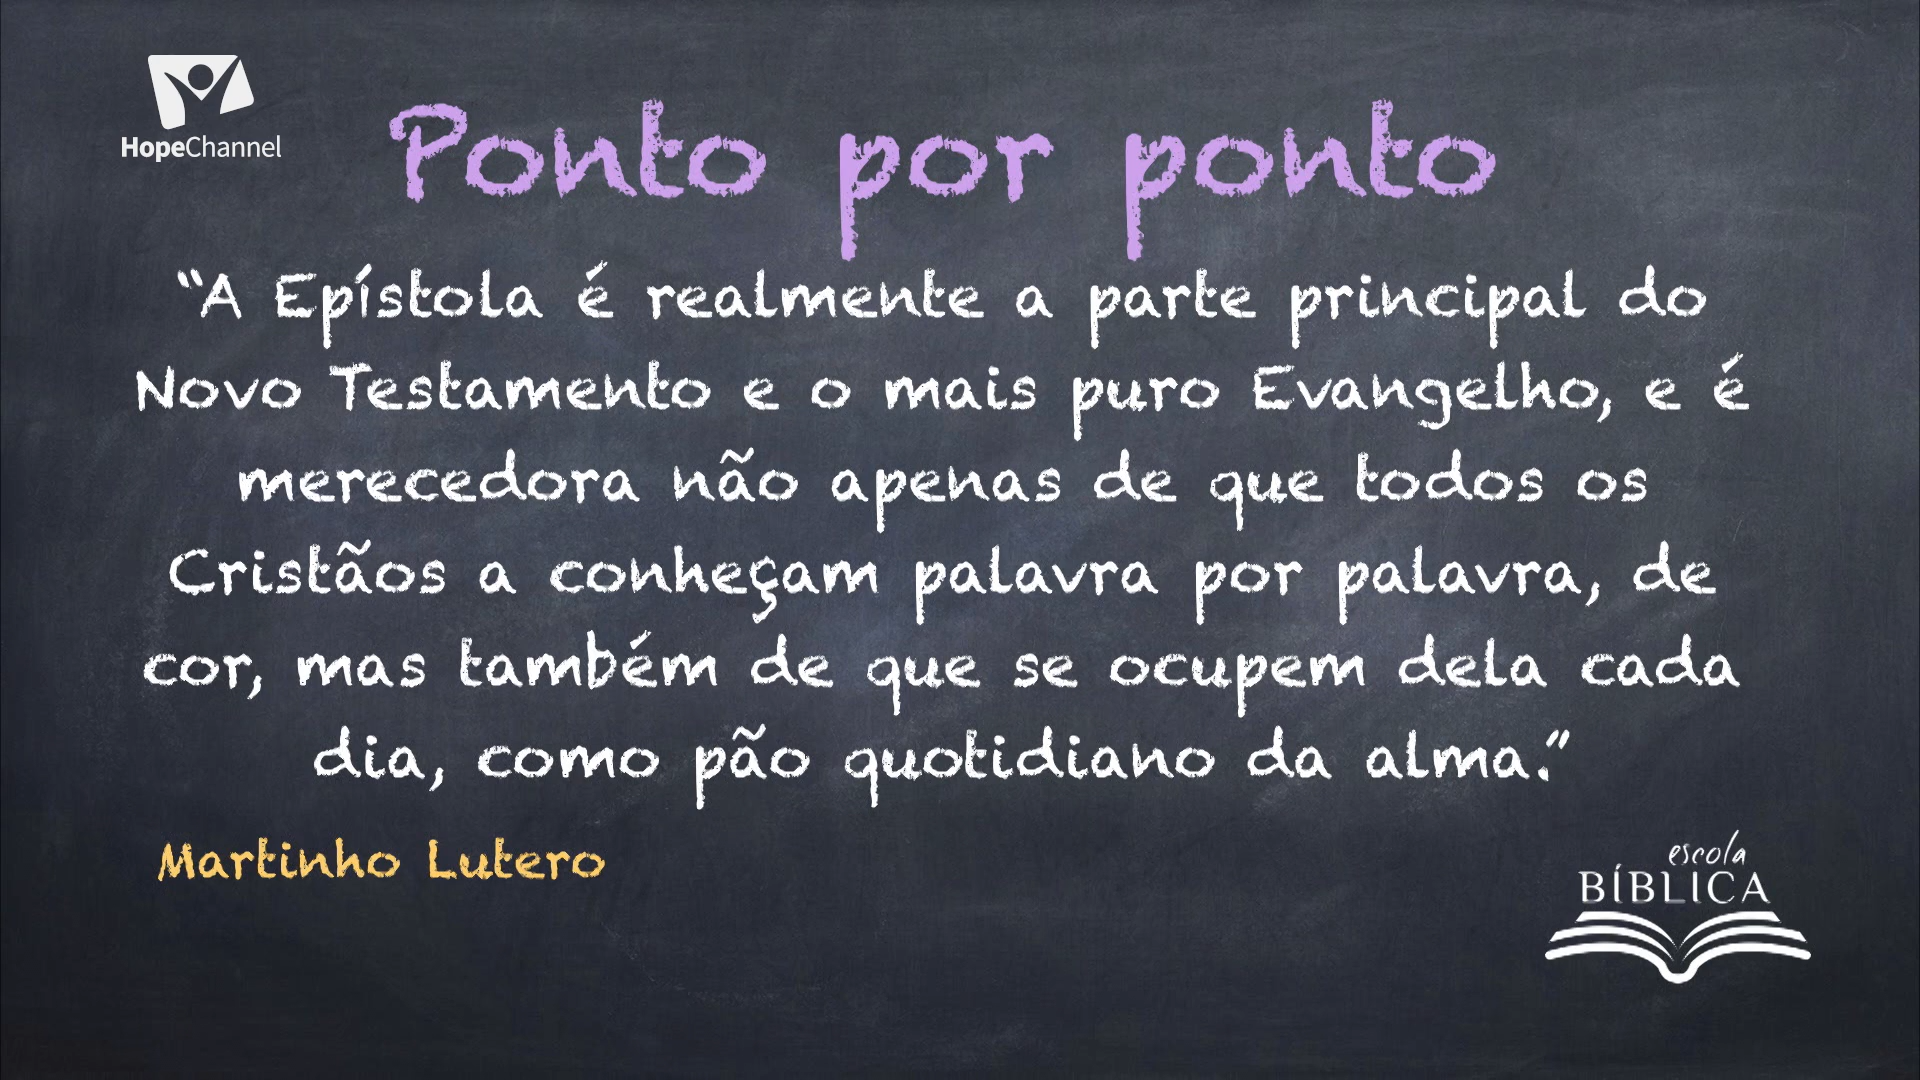 HopeChannel
Ponto por ponto
“A Epístola é realmente a parte principal do
Novo Testamento e o mais puro Evangelho, e é
merecedora não apenas de que todos os
Cristãos a conheçam palavra por palavra, de
cor, mas também de que se ocupem dela cada
dia, como pão quotidiano da alma.”
Martinho Lutero
escola
BÍBLICA